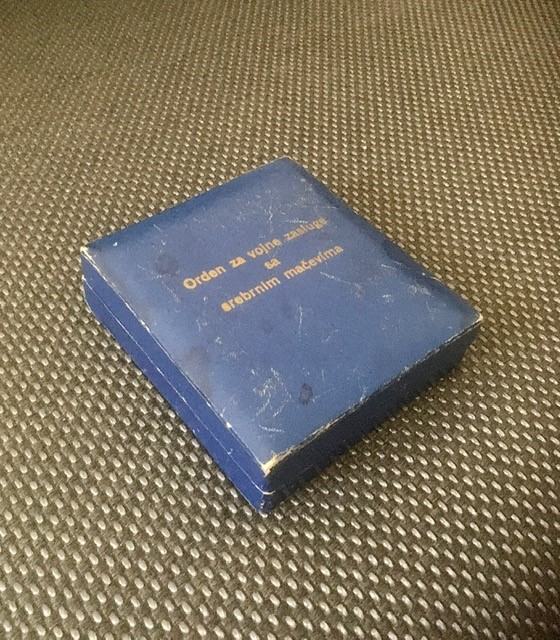 Orden za vojne zasluge
sa
srebrnim mačevima